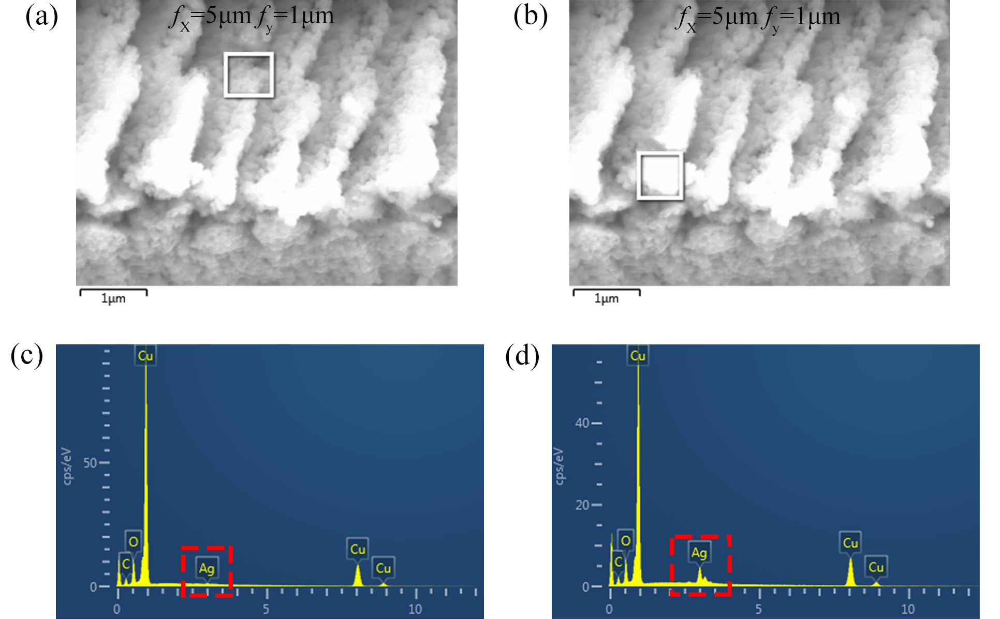 (a)
fX=5μm fy=1μm
1μm
(b)
fX=5μm fy=1μm
1μm
(c)
Cu
50
cps/eV
O
C
Ag
Cu
Cu
0
0 5 10
(d)
Cu
40
cps/eV
20
O
C
Ag
Cu
Cu
0
0 5 10